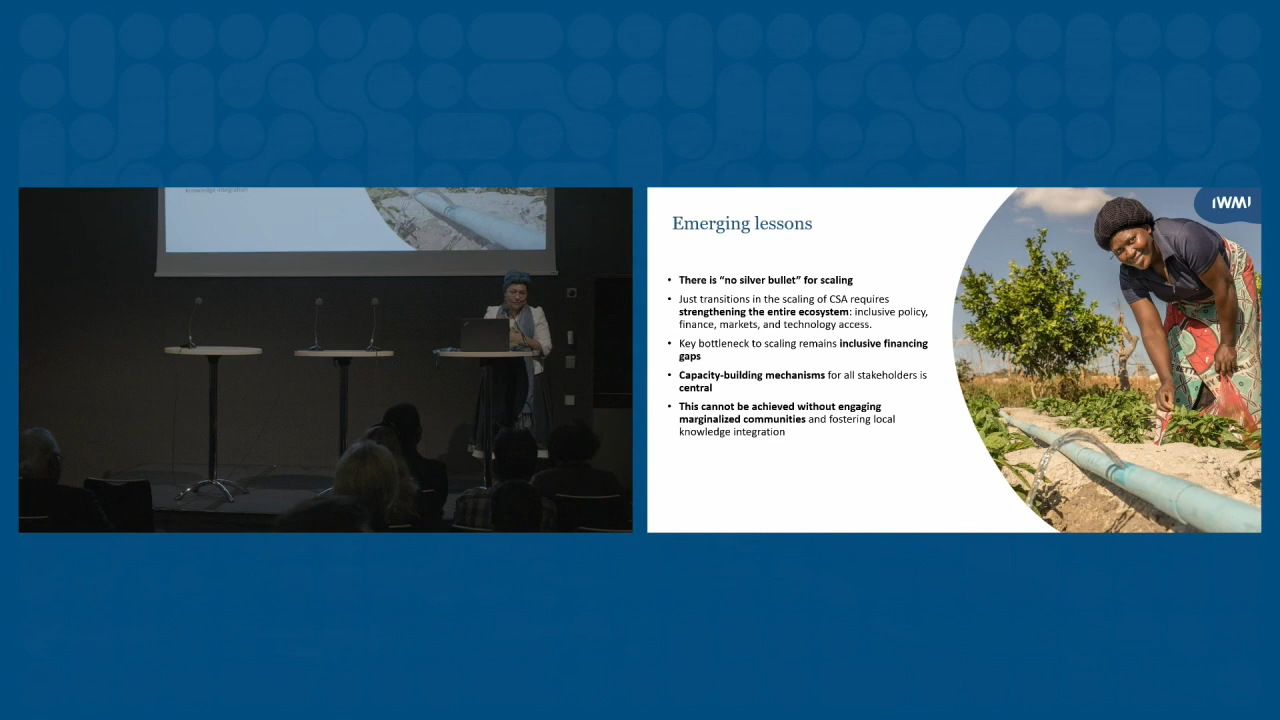 knowledge integration
IWMI
Emerging lessons
• There is “no silver bullet” for scaling
• Just transitions in the scaling of CSA requires
strengthening the entire ecosystem: inclusive policy,
finance, markets, and technology access.
• Key bottleneck to scaling remains inclusive financing
gaps
• Capacity-building mechanisms for all stakeholders is
central
• This cannot be achieved without engaging
marginalized communities and fostering local
knowledge integration